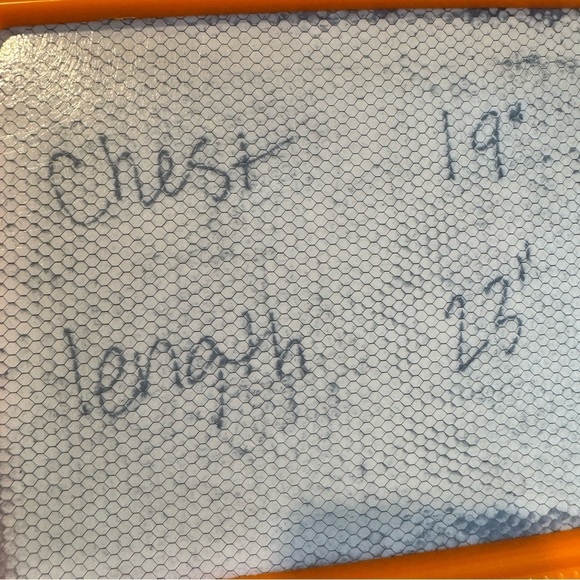 Chest 19"
length 23"